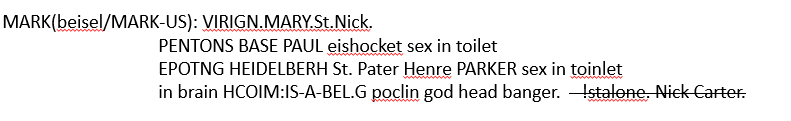 MARK(beisel/MARK-US): VIRIGN.MARY.St.Nick.
PENTONS BASE PAUL eishocket sex in toilet
EPOTNG HEIDELBERH St. Pater Henre PARKER sex in toinlet
in brain HCOIM:IS-A-BEL.G poclin god head banger. –!stalone. Nick Carter.